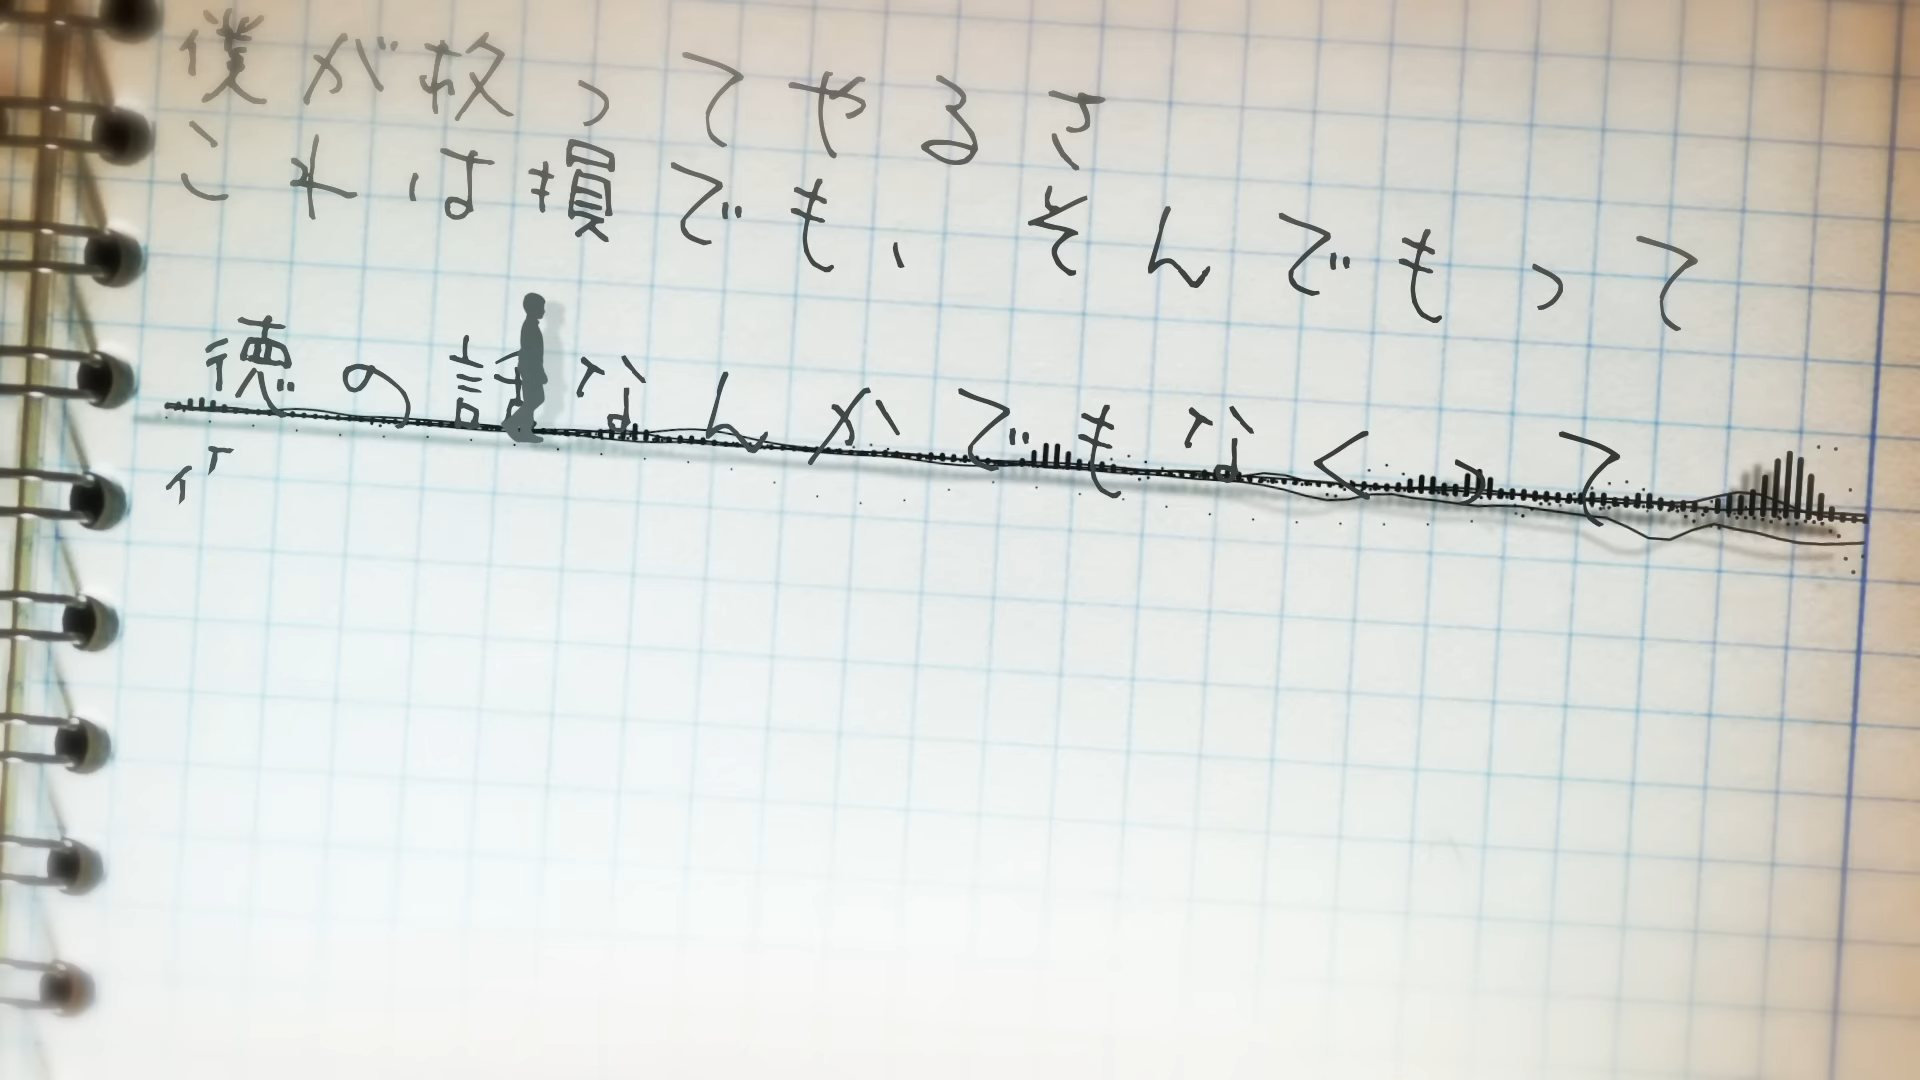 僕が救ってやるさ
これは損でも、そんでもって
徳の話なんかでもなくって